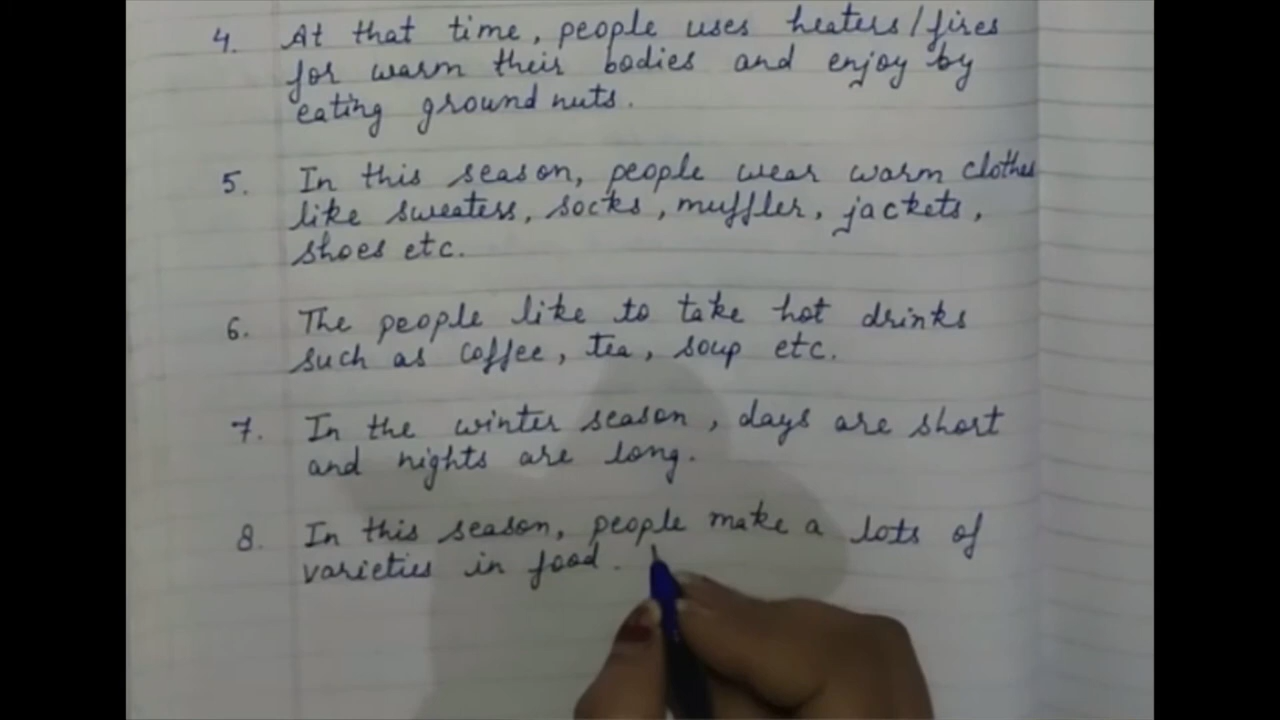 4. At that time, people uses heaters/fires
for warm their bodies and enjoy by
eating ground nuts.
5. In this season, people wear warm clothes
like sweaters, socks, muffler, jackets,
shoes etc.
6. The people like to take hot drinks
such as coffee, tea, soup etc.
7. In the winter season, days are short
and nights are long.
8. In this season, people make a lots of
varieties in food.